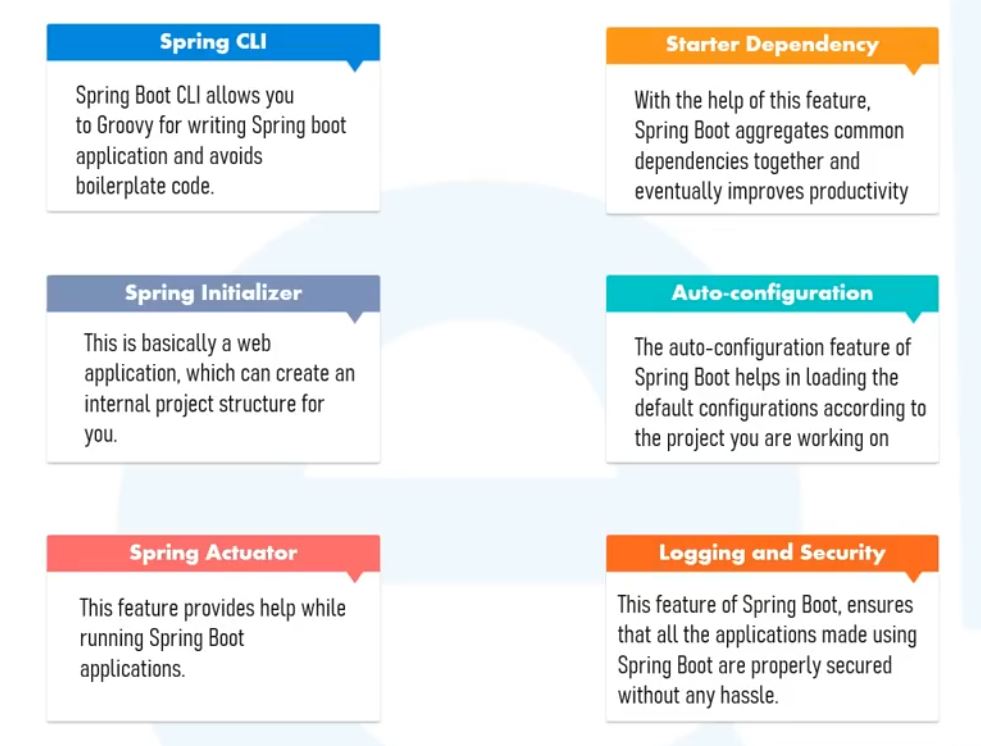 Spring CLI
Spring Boot CLI allows you
to Groovy for writing Spring boot
application and avoids
boilerplate code.
Starter Dependency
With the help of this feature,
Spring Boot aggregates common
dependencies together and
eventually improves productivity
Spring Initializer
This is basically a web
application, which can create an
internal project structure for
you.
Auto-configuration
The auto-configuration feature of
Spring Boot helps in loading the
default configurations according to
the project you are working on
Spring Actuator
This feature provides help while
running Spring Boot
applications.
Logging and Security
This feature of Spring Boot, ensures
that all the applications made using
Spring Boot are properly secured
without any hassle.